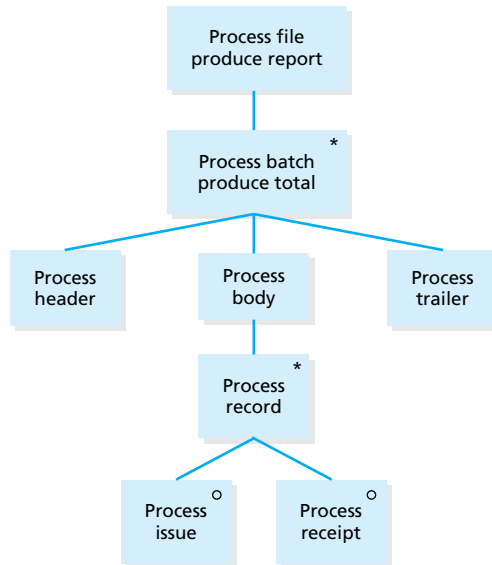 Process file
produce report
*
Process batch
produce total
Process
header
Process
body
Process
trailer
*
Process
record
o
Process
issue
o
Process
receipt